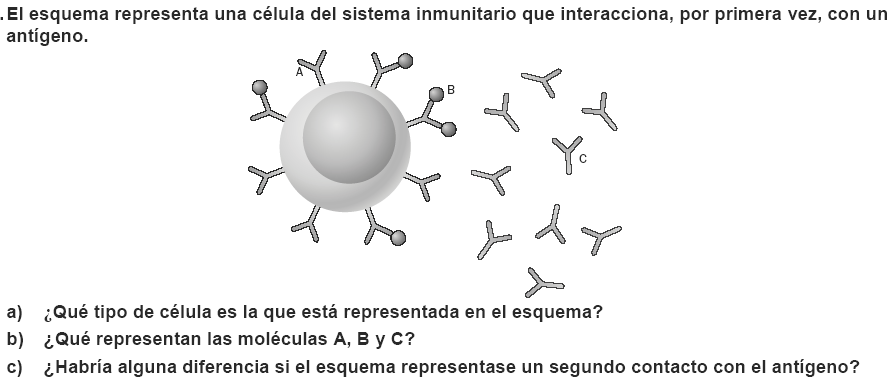 .El esquema representa una célula del sistema inmunitario que interacciona, por primera vez, con un
antígeno.
A
B
C
a) ¿Qué tipo de célula es la que está representada en el esquema?
b) ¿Qué representan las moléculas A, B y C?
c) ¿Habría alguna diferencia si el esquema representase un segundo contacto con el antígeno?